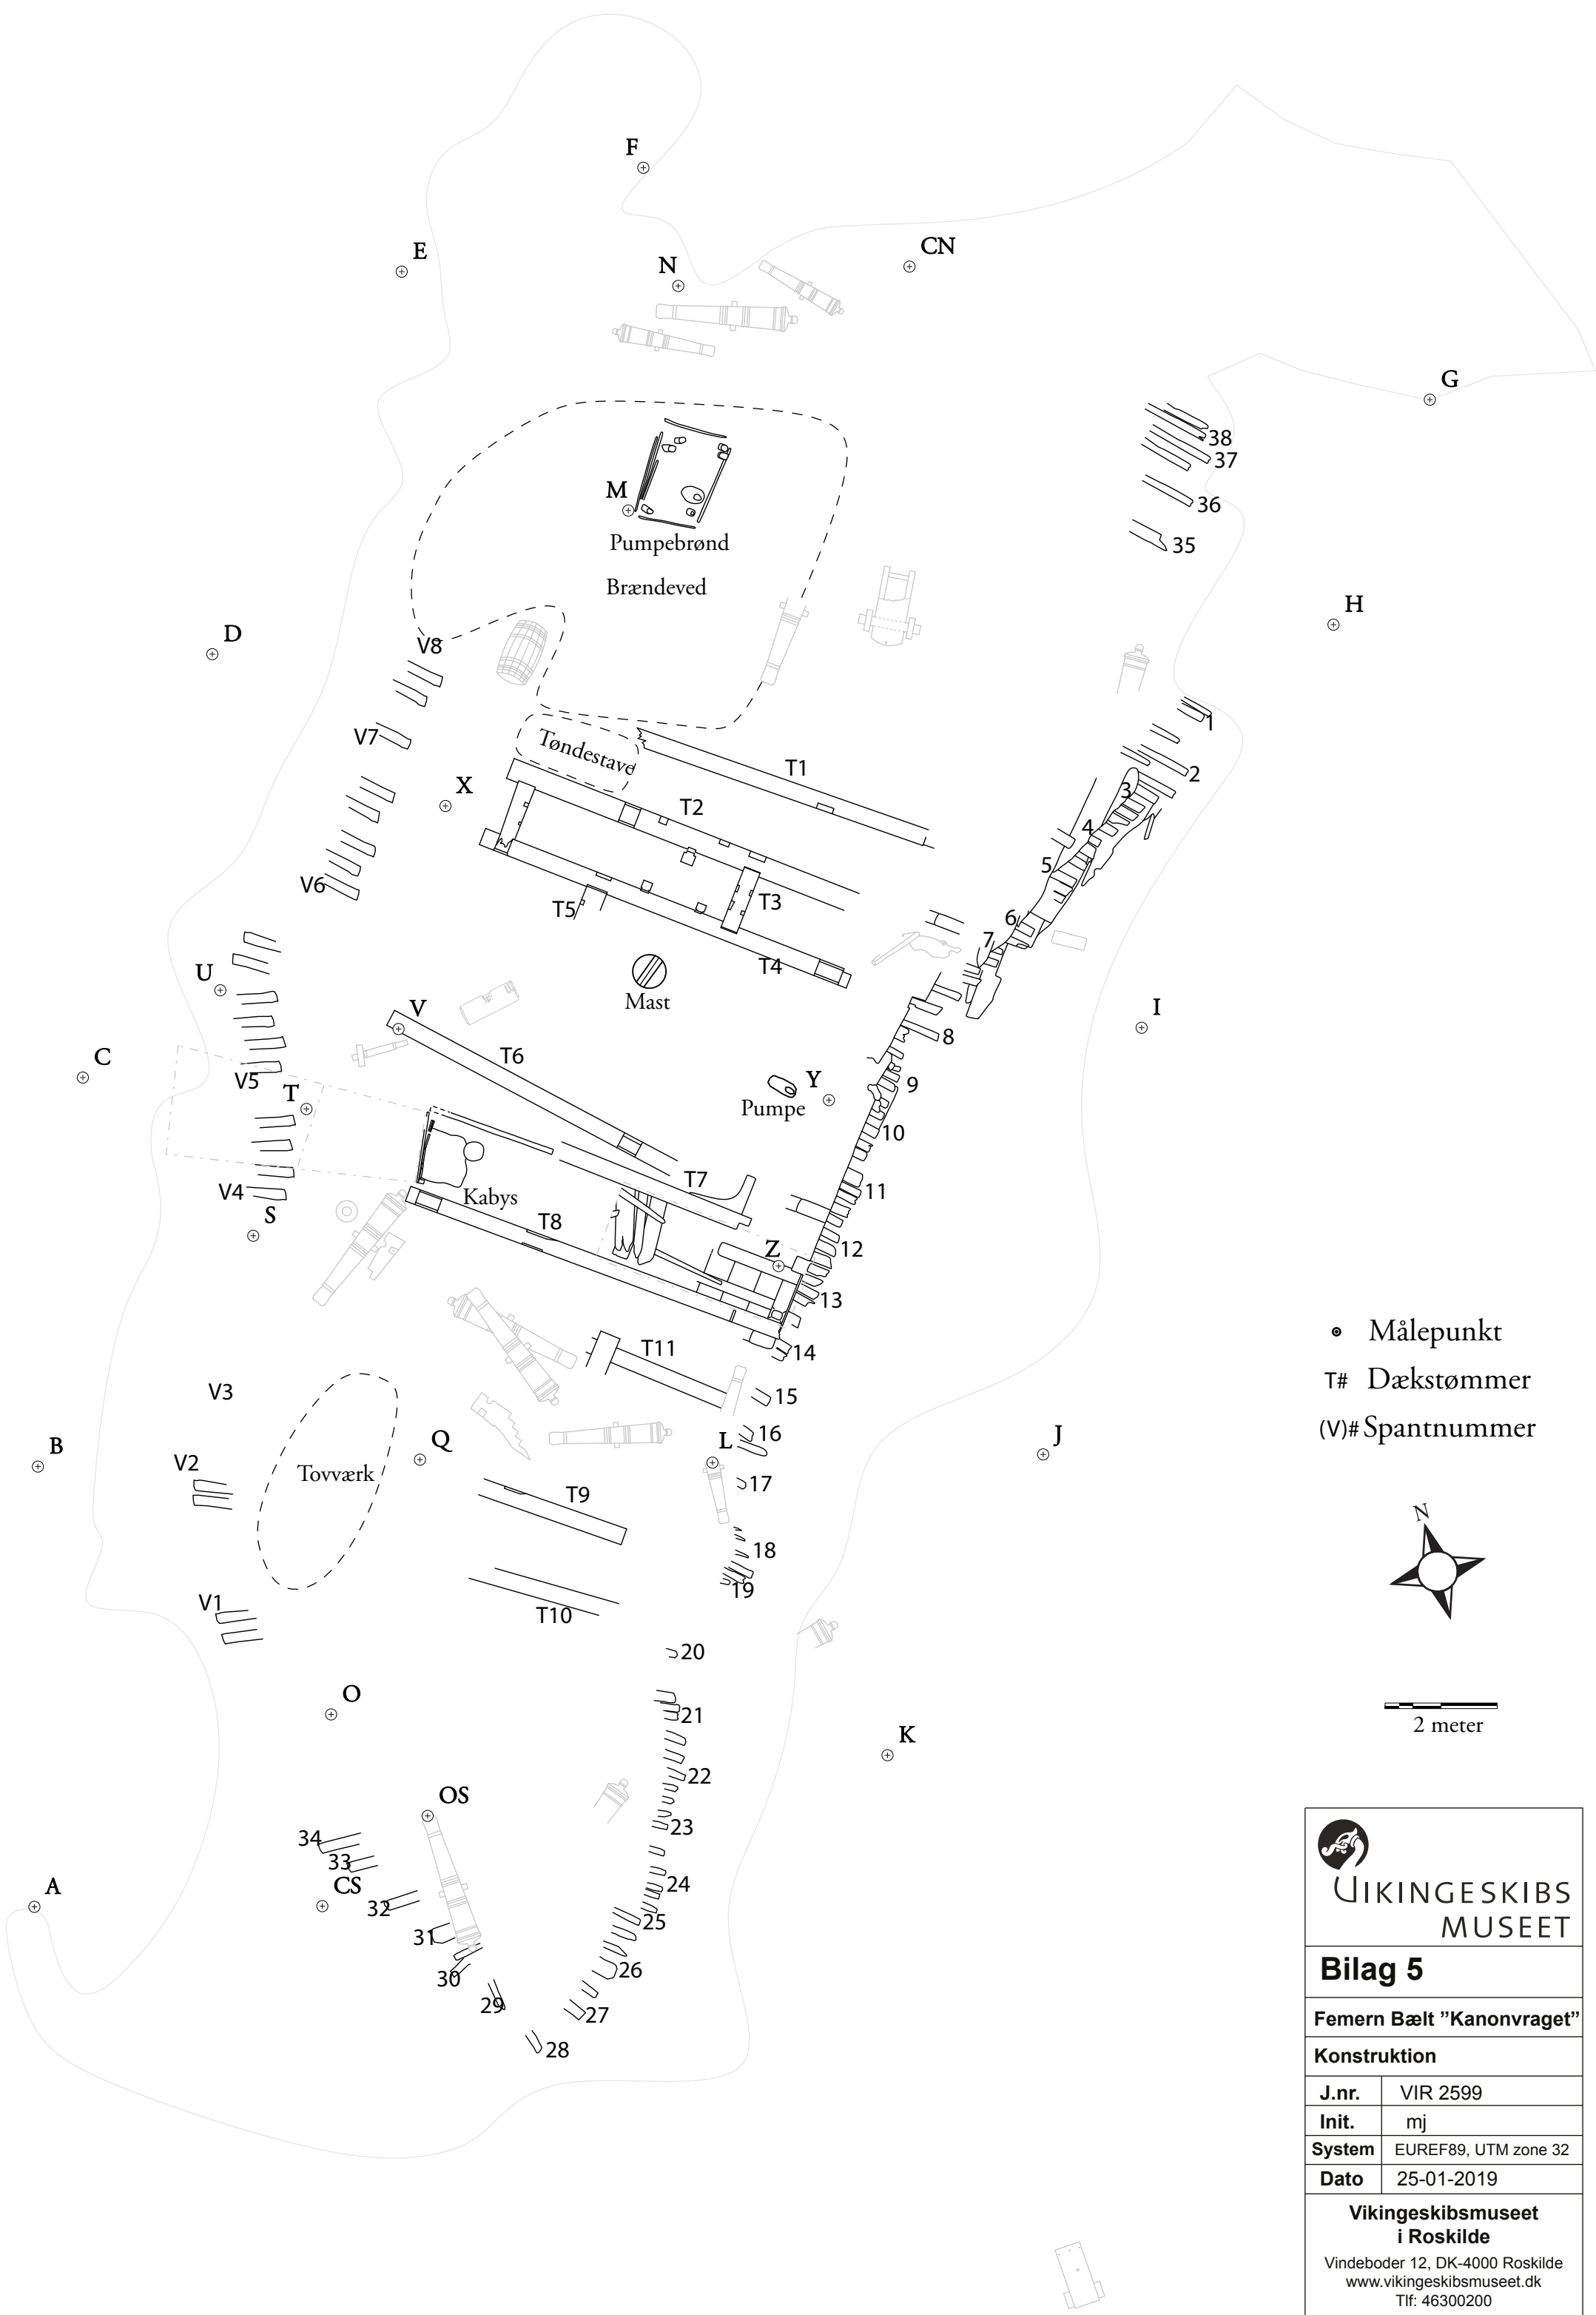 F
E
N
CN
G
38
37
M
36
Pumpebrønd
35
Brændeved
H
D
V8
1
V7
Tøndestave
T1
2
X
T2
3
4
5
V6
T3
T5
6
7
T4
U
Mast
V
I
8
C
T6
V5
9
T
Y
Pumpe
10
T7
V4
Kabys
11
S
T8
12
Z
13
T11
14
V3
15
16
B
Q
L
J
V2
Tovværk
17
T9
18
19
V1
T10
20
O
21
K
22
OS
23
34
33
CS
24
A
32
25
31
26
30
29
27
28
Målepunkt
T# Dækstømmer
(V)# Spantnummer
N
2 meter
VIKINGESKIBS
MUSEET
Bilag 5
Femern Bælt ”Kanonvraget”
Konstruktion
J.nr. VIR 2599
Init. mj
System EUREF89, UTM zone 32
Dato 25-01-2019
Vikingeskibsmuseet
i Roskilde
Vindeboder 12, DK-4000 Roskilde
www.vikingeskibsmuseet.dk
Tlf: 46300200